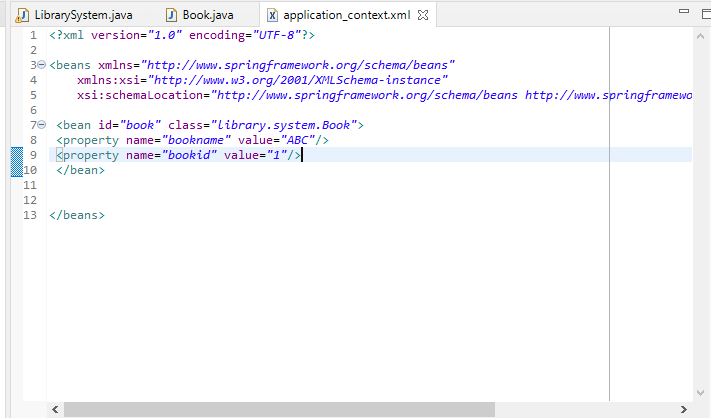 LibrarySystem.java Book.java application_context.xml
1 <?xml version="1.0" encoding="UTF-8"?>
2
3 <beans xmlns="http://www.springframework.org/schema/beans"
4 xmlns:xsi="http://www.w3.org/2001/XMLSchema-instance"
5 xsi:schemaLocation="http://www.springframework.org/schema/beans http://www.springframewo
6
7 <bean id="book" class="library.system.Book">
8 <property name="bookname" value="ABC"/>
9 <property name="bookid" value="1"/>
10 </bean>
11
12
13 </beans>